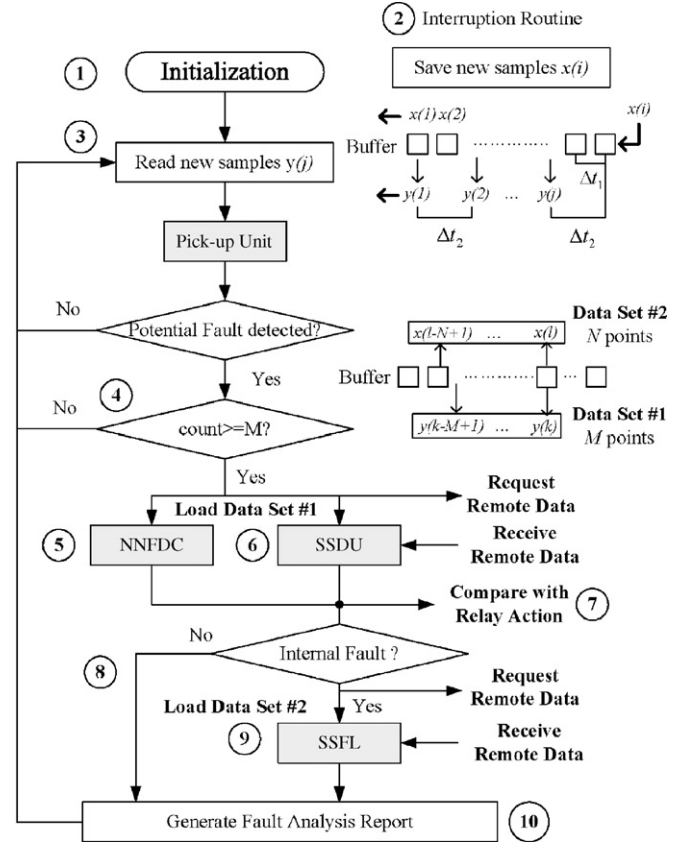 2 Interruption Routine
1 Initialization
Save new samples x(i)
3
Read new samples y(j)
x(1) x(2)
x(i)
Buffer ...............
Δt1
y(1) y(2) ... y(j)
Δt2 Δt2
Pick-up Unit
No
Potential Fault detected?
Yes
Data Set #2
x(l-N+1) ... x(l)
N points
Buffer .......... ...
Data Set #1
y(k-M+1) ... y(k)
M points
4
No
count>=M?
Yes
Load Data Set #1
Request
Remote Data
5 NNFDC
6 SSDU
Receive
Remote Data
Compare with
Relay Action
7
No
Internal Fault ?
8
Request
Remote Data
Yes
Load Data Set #2
9 SSFL
Receive
Remote Data
Generate Fault Analysis Report 10